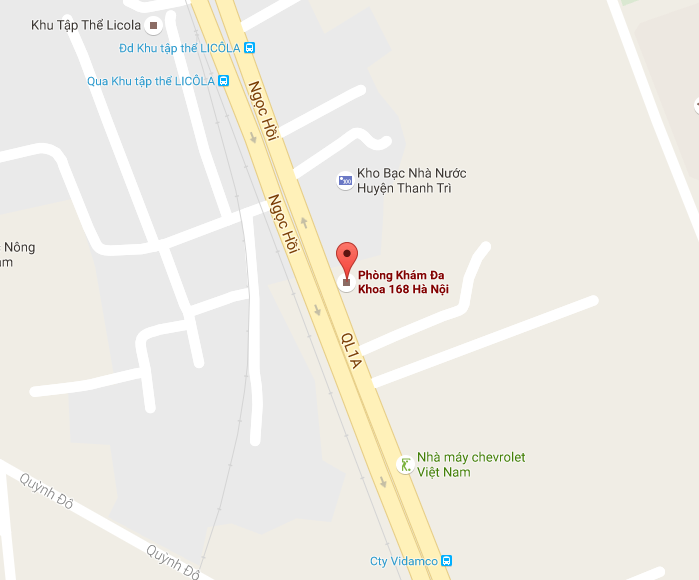 Khu Tập Thể Licola
Đd Khu tập thể LICÔLA
Qua Khu tập thể LICÔLA
Ngọc Hồi
Kho Bạc Nhà Nước
Huyện Thanh Trì
Ngọc Hồi
Nông
Phòng Khám Đa
Khoa 168 Hà Nội
QL1A
Nhà máy chevrolet
Việt Nam
Quỳnh Đô
Quỳnh Đô
Cty Vidamco